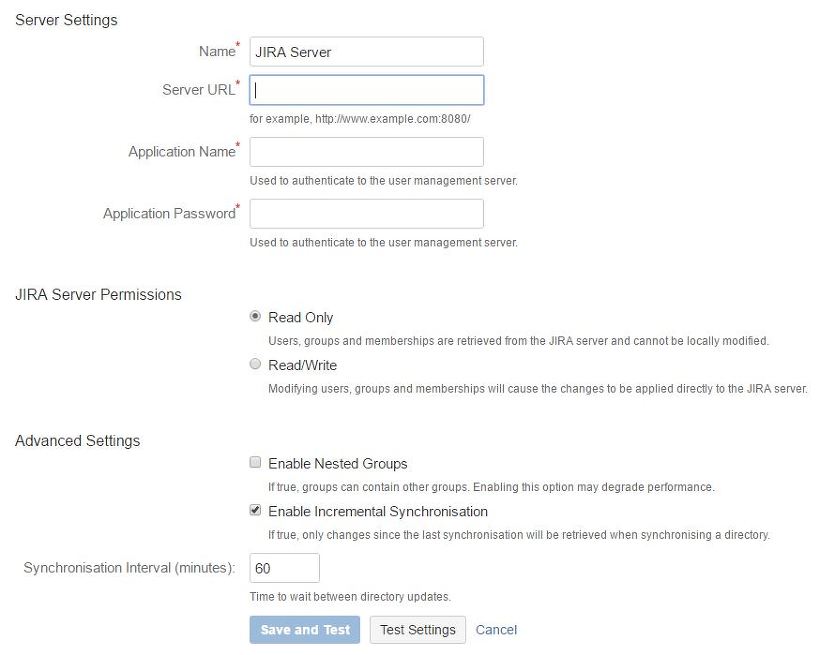 Server Settings
Name*
JIRA Server
Server URL*
for example, http://www.example.com:8080/
Application Name*
Used to authenticate to the user management server.
Application Password*
Used to authenticate to the user management server.
JIRA Server Permissions
Read Only
Users, groups and memberships are retrieved from the JIRA server and cannot be locally modified.
Read/Write
Modifying users, groups and memberships will cause the changes to be applied directly to the JIRA server.
Advanced Settings
Enable Nested Groups
If true, groups can contain other groups. Enabling this option may degrade performance.
Enable Incremental Synchronisation
If true, only changes since the last synchronisation will be retrieved when synchronising a directory.
Synchronisation Interval (minutes): 60
Time to wait between directory updates.
Save and Test Test Settings Cancel